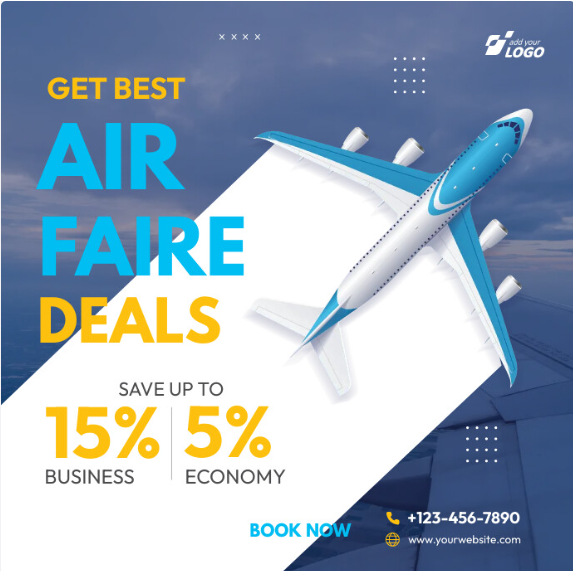 ××××
add your
LOGO
GET BEST
AIR
FAIRE
DEALS
SAVE UP TO
15% 5%
BUSINESS ECONOMY
BOOK NOW
+123-456-7890
www.yourwebsite.com